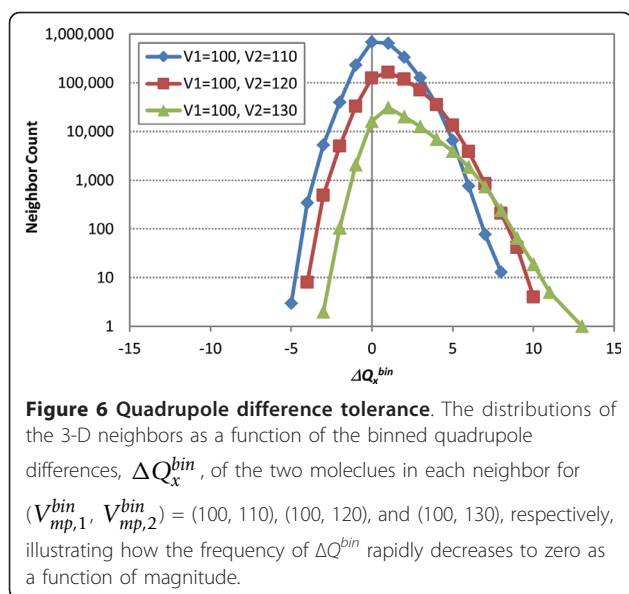 1,000,000
100,000
10,000
1,000
100
10
1
Neighbor Count
V1=100, V2=110
V1=100, V2=120
V1=100, V2=130
-15 -10 -5 0 5 10 15
ΔQ_x^bin
Figure 6 Quadrupole difference tolerance. The distributions of
the 3-D neighbors as a function of the binned quadrupole
differences, ΔQ_x^bin, of the two moleclues in each neighbor for
(V_mp,1^bin, V_mp,2^bin) = (100, 110), (100, 120), and (100, 130), respectively,
illustrating how the frequency of ΔQ^bin rapidly decreases to zero as
a function of magnitude.